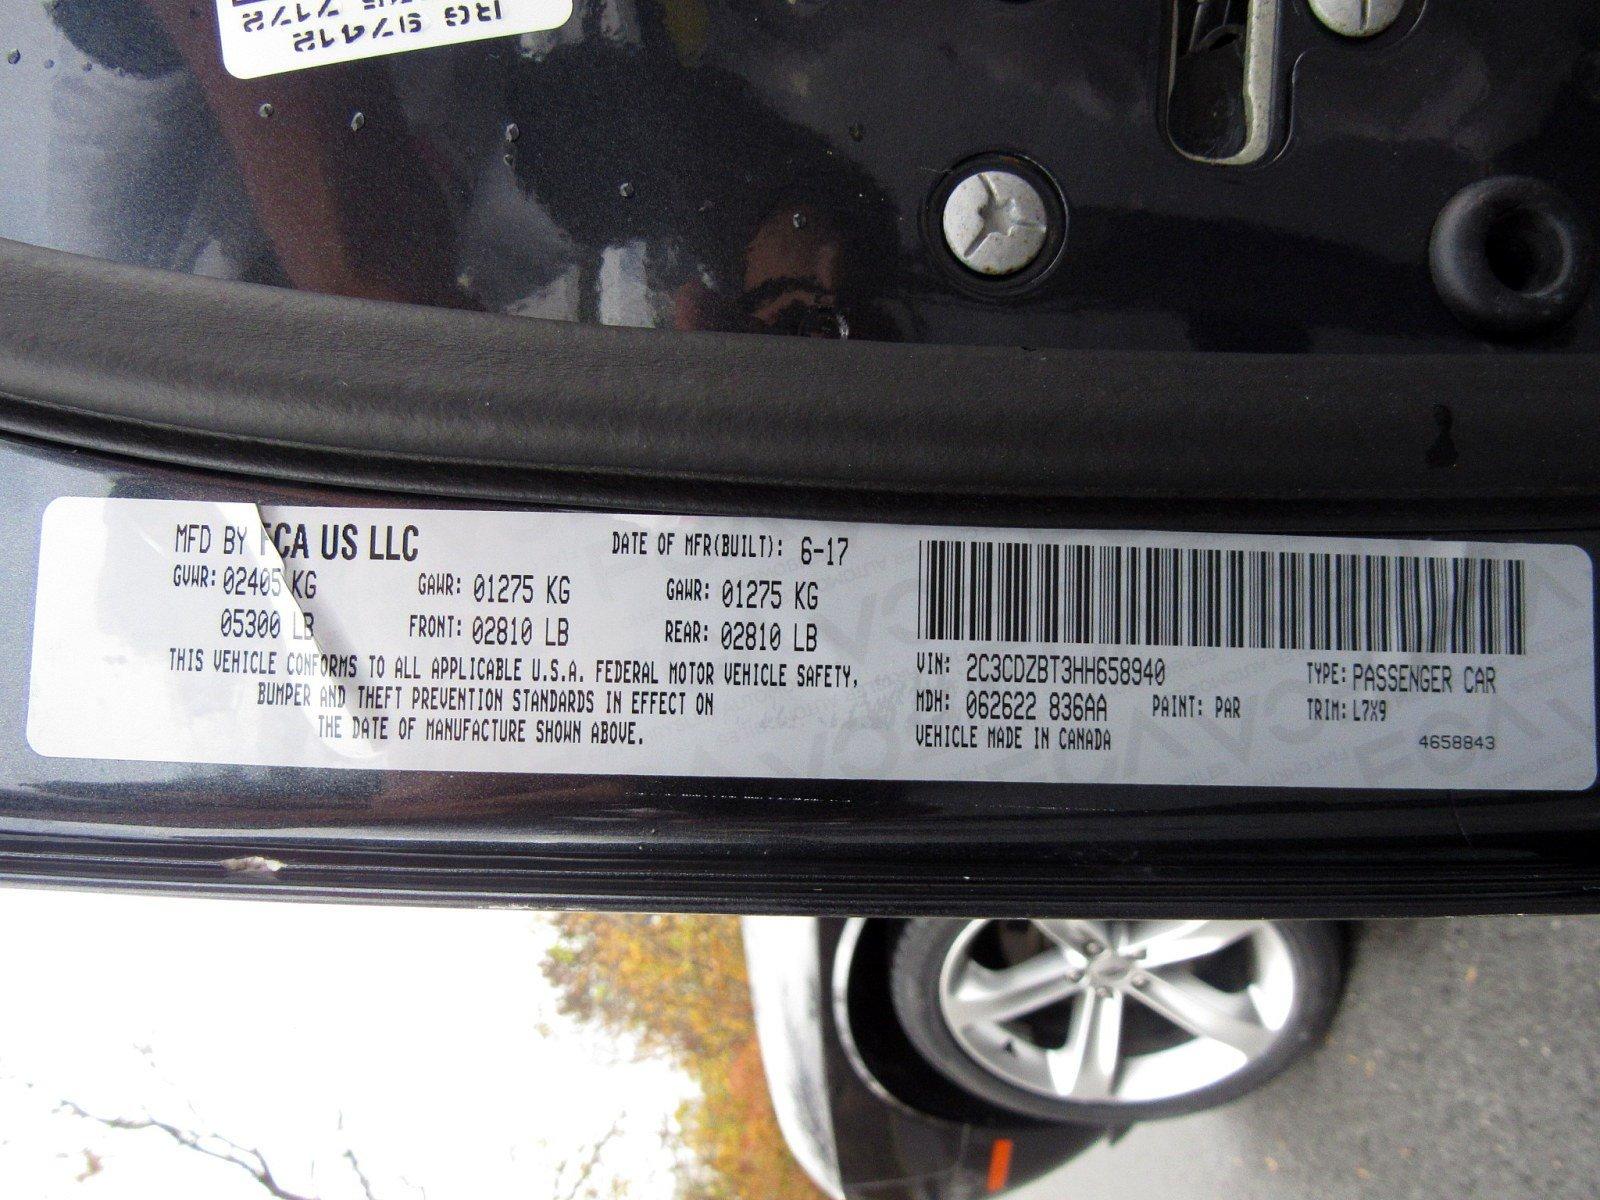 RG 97412
7172
MFD BY FCA US LLC
DATE OF MFR(BUILT): 6-17
GVWR: 02405 KG
GAWR: 01275 KG
GAWR: 01275 KG
05300 LB
FRONT: 02810 LB
REAR: 02810 LB
THIS VEHICLE CONFORMS TO ALL APPLICABLE U.S.A. FEDERAL MOTOR VEHICLE SAFETY,
BUMPER AND THEFT PREVENTION STANDARDS IN EFFECT ON
THE DATE OF MANUFACTURE SHOWN ABOVE.
VIN: 2C3CDZBT3HH658940
TYPE: PASSENGER CAR
MDH: 062622 836AA
PAINT: PAR
TRIM: L7X9
VEHICLE MADE IN CANADA
4658843